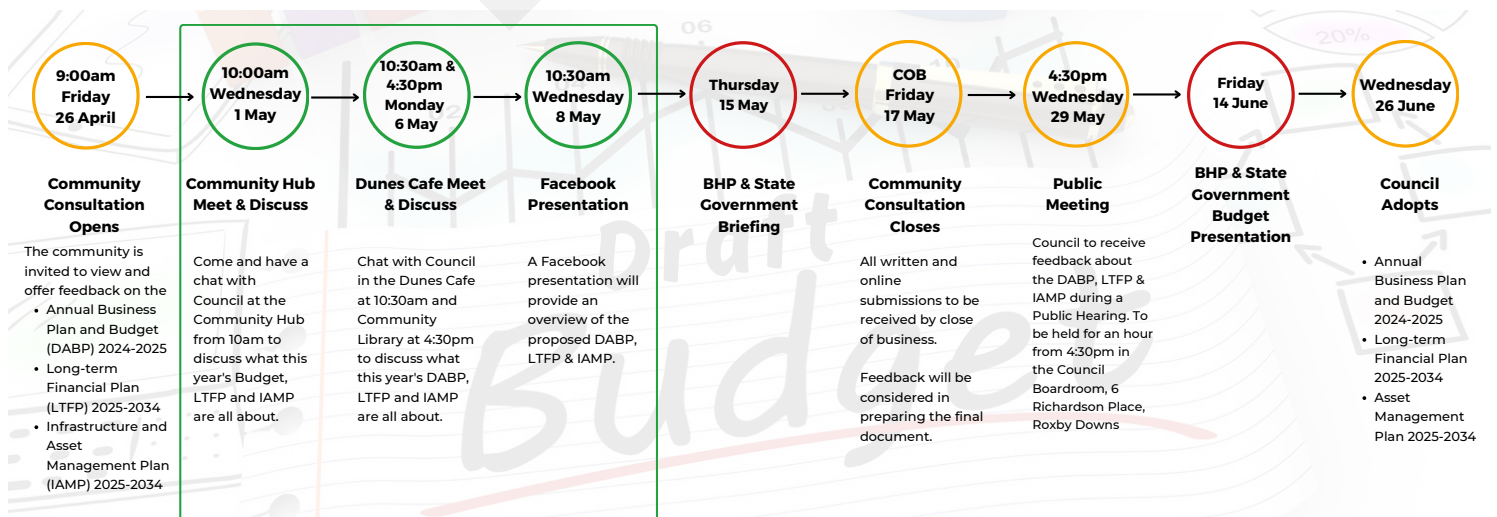 9:00am
Friday
26 April
Community
Consultation
Opens
The community is
invited to view and
offer feedback on the
• Annual Business
Plan and Budget
(DABP) 2024-2025
• Long-term
Financial Plan
(LTFP) 2025-2034
• Infrastructure and
Asset
Management Plan
(IAMP) 2025-2034
10:00am
Wednesday
1 May
Community Hub
Meet & Discuss
Come and have a
chat with
Council at the
Community Hub
from 10am to
discuss what this
year's Budget,
LTFP and IAMP
are all about.
10:30am &
4:30pm
Monday
6 May
Dunes Cafe Meet
& Discuss
Chat with Council
in the Dunes Cafe
at 10:30am and
Community
Library at 4:30pm
to discuss what
this year's DABP,
LTFP and IAMP
are all about.
10:30am
Wednesday
8 May
Facebook
Presentation
A Facebook
presentation will
provide an
overview of the
proposed DABP,
LTFP & IAMP.
Thursday
15 May
BHP & State
Government
Briefing
COB
Friday
17 May
Community
Consultation
Closes
All written and
online
submissions to be
received by close
of business.
Feedback will be
considered in
preparing the final
document.
4:30pm
Wednesday
29 May
Public
Meeting
Council to receive
feedback about
the DABP, LTFP &
IAMP during a
Public Hearing. To
be held for an hour
from 4:30pm in
the Council
Boardroom, 6
Richardson Place,
Roxby Downs
Friday
14 June
BHP & State
Government
Budget
Presentation
Wednesday
26 June
Council
Adopts
• Annual
Business Plan
and Budget
2024-2025
• Long-term
Financial Plan
2025-2034
• Asset
Management
Plan 2025-2034
Draft
Budget
06
20%
02